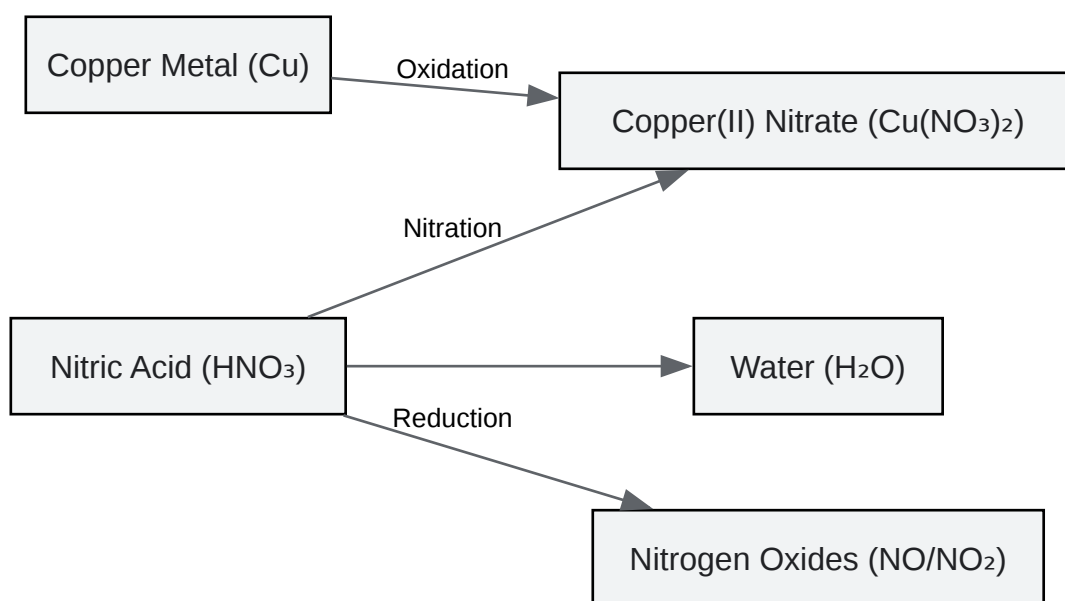 Copper Metal (Cu)
Oxidation
Copper(II) Nitrate (Cu(NO₃)₂)
Nitration
Nitric Acid (HNO₃)
Water (H₂O)
Reduction
Nitrogen Oxides (NO/NO₂)